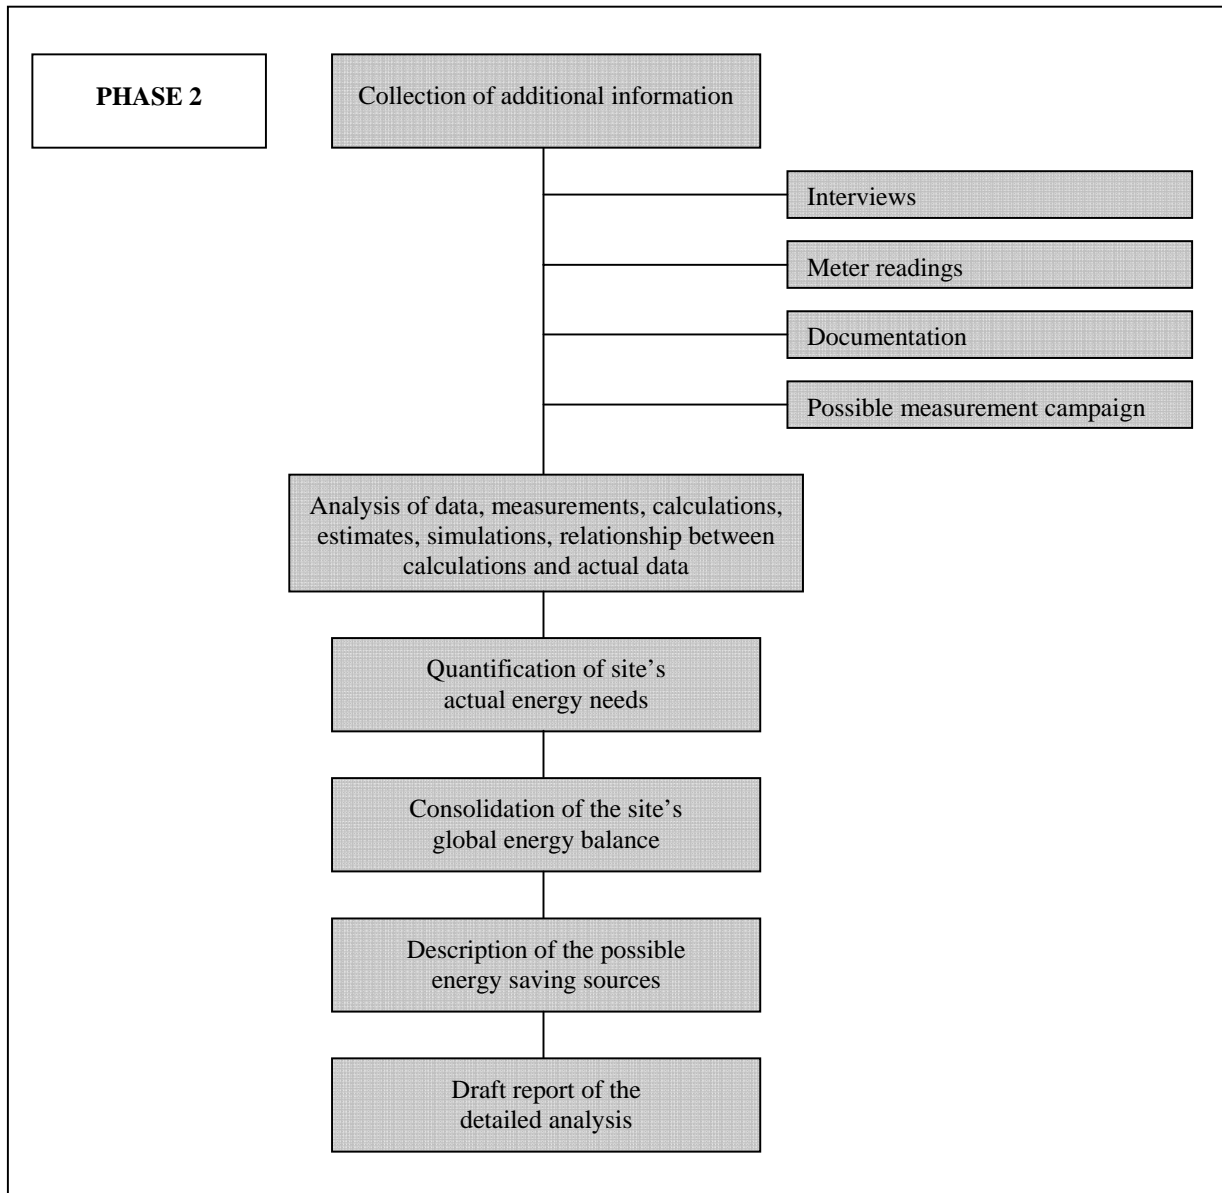 PHASE 2
Collection of additional information
Interviews
Meter readings
Documentation
Possible measurement campaign
Analysis of data, measurements, calculations,
estimates, simulations, relationship between
calculations and actual data
Quantification of site’s
actual energy needs
Consolidation of the site’s
global energy balance
Description of the possible
energy saving sources
Draft report of the
detailed analysis